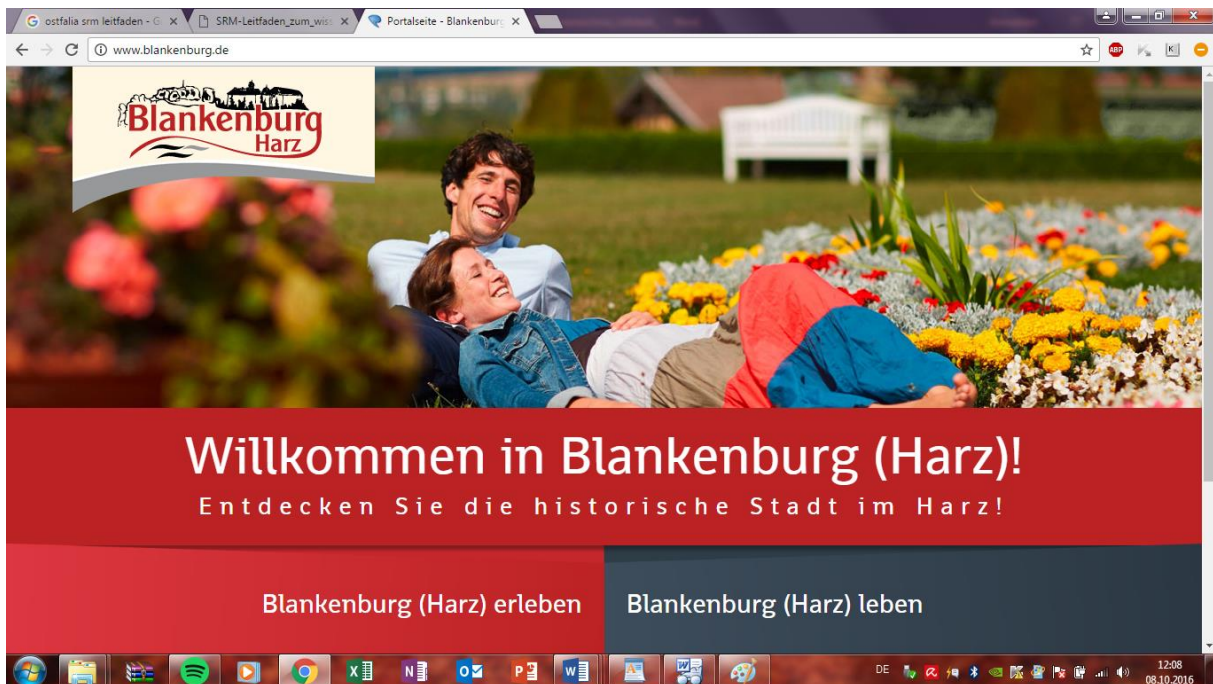 ostfalia srm leitfaden - G
SRM-Leitfaden_zum_wiss
Portalseite - Blankenburg
www.blankenburg.de
ABP
K
Blankenburg
Harz
Willkommen in Blankenburg (Harz)!
Entdecken Sie die historische Stadt im Harz!
Blankenburg (Harz) erleben
Blankenburg (Harz) leben
DE
12:08
08.10.2016